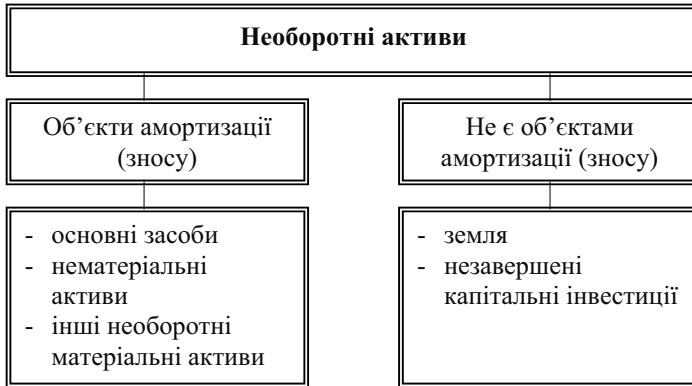 Необоротні активи
Об’єкти амортизації
(зносу)
Не є об’єктами
амортизації (зносу)
- основні засоби
- нематеріальні
активи
- інші необоротні
матеріальні активи
- земля
- незавершені
капітальні інвестиції